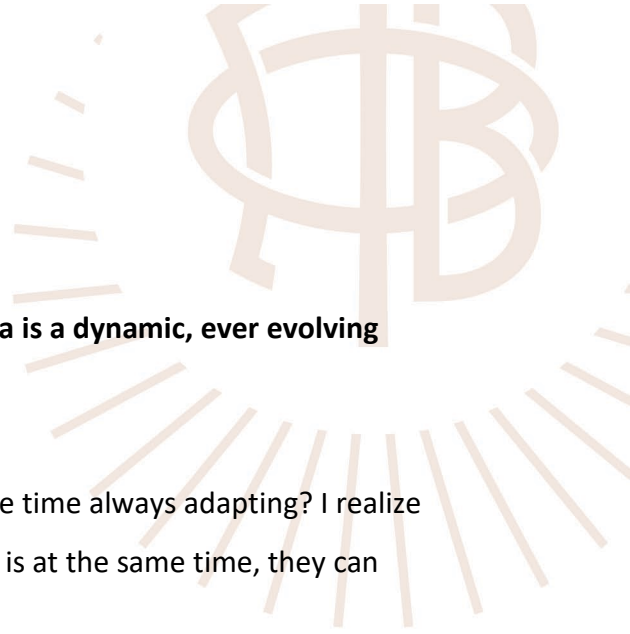 a is a dynamic, ever evolving
e time always adapting? I realize
is at the same time, they can